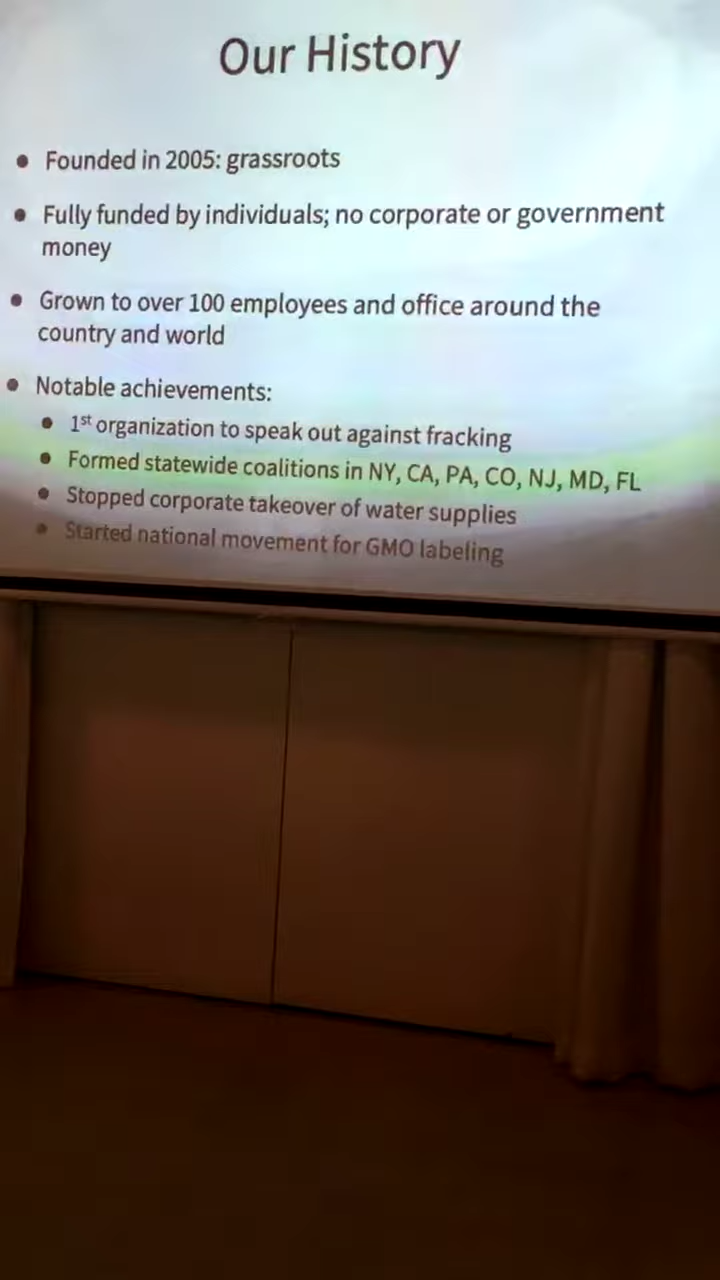 Our History
● Founded in 2005: grassroots
● Fully funded by individuals; no corporate or government
money
● Grown to over 100 employees and office around the
country and world
● Notable achievements:
● 1st organization to speak out against fracking
● Formed statewide coalitions in NY, CA, PA, CO, NJ, MD, FL
● Stopped corporate takeover of water supplies
● Started national movement for GMO labeling